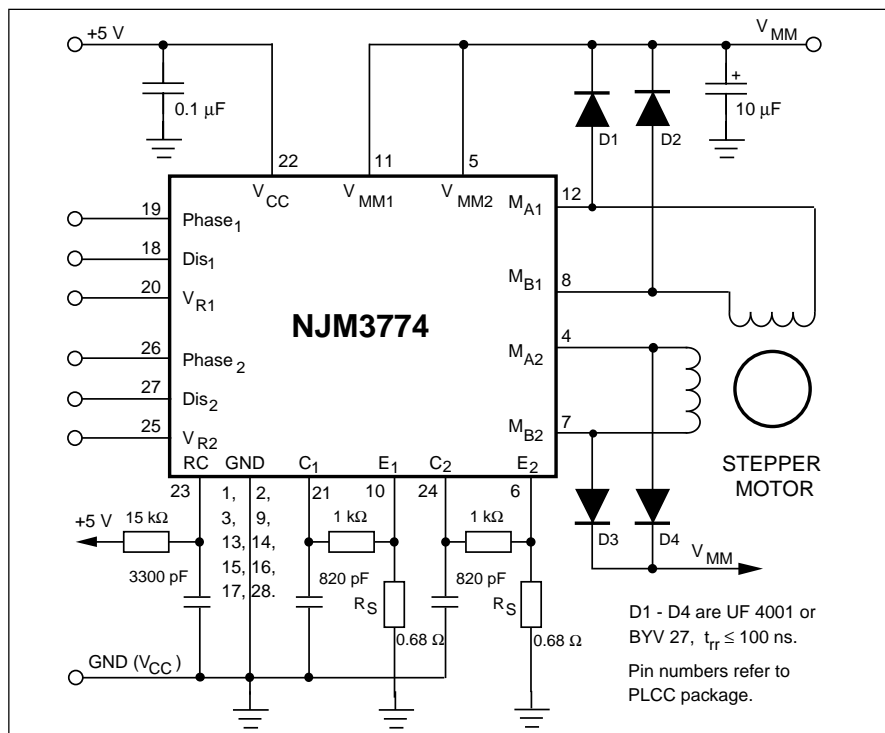 +5 V
V_MM
0.1 µF
+
10 µF
D1
D2
22
11
5
V_CC
V_MM1
V_MM2
M_A1
12
19
Phase_1
18
Dis_1
20
V_R1
M_B1
8
NJM3774
26
Phase_2
M_A2
4
27
Dis_2
25
V_R2
M_B2
7
RC
GND
C_1
E_1
C_2
E_2
23
1, 2,
3, 9,
13, 14,
15, 16,
17, 28.
21
10
24
6
STEPPER
MOTOR
+5 V
15 kΩ
1 kΩ
1 kΩ
D3
D4
V_MM
3300 pF
820 pF
820 pF
R_S
R_S
0.68 Ω
0.68 Ω
GND (V_CC)
D1 - D4 are UF 4001 or
BYV 27, t_rr ≤ 100 ns.
Pin numbers refer to
PLCC package.